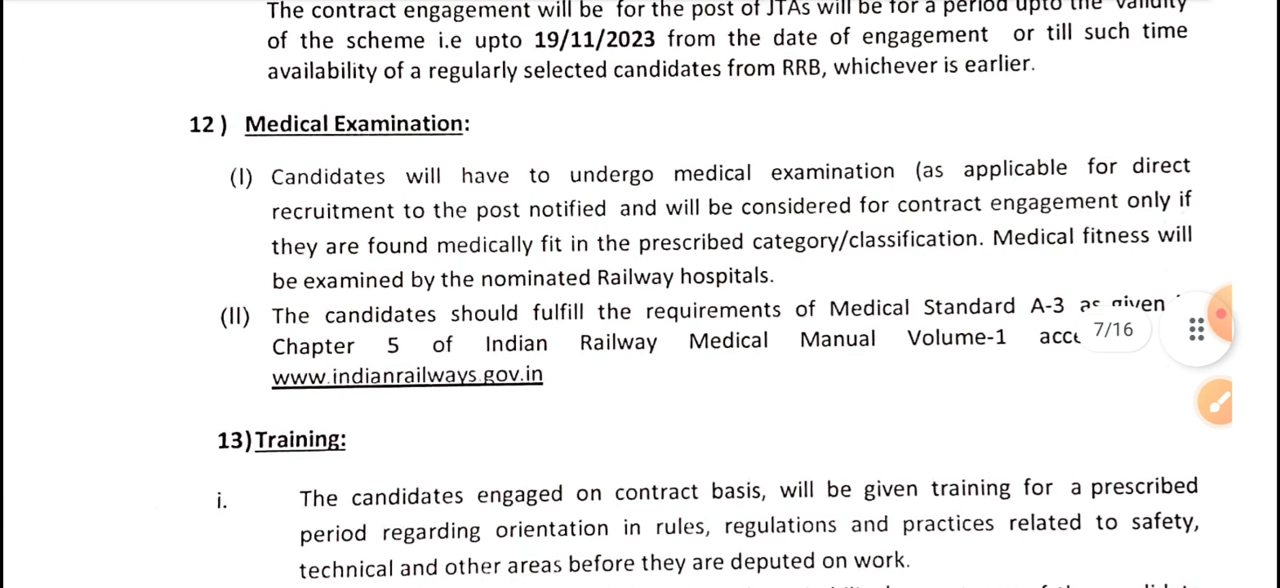 The contract engagement will be for the post of JTAs will be for a period upto the validity
of the scheme i.e upto 19/11/2023 from the date of engagement or till such time
availability of a regularly selected candidates from RRB, whichever is earlier.
12) Medical Examination:
(I) Candidates will have to undergo medical examination (as applicable for direct
recruitment to the post notified and will be considered for contract engagement only if
they are found medically fit in the prescribed category/classification. Medical fitness will
be examined by the nominated Railway hospitals.
(II) The candidates should fulfill the requirements of Medical Standard A-3 as given
Chapter 5 of Indian Railway Medical Manual Volume-1
7/16
www.indianrailways.gov.in
13) Training:
i. The candidates engaged on contract basis, will be given training for a prescribed
period regarding orientation in rules, regulations and practices related to safety,
technical and other areas before they are deputed on work.